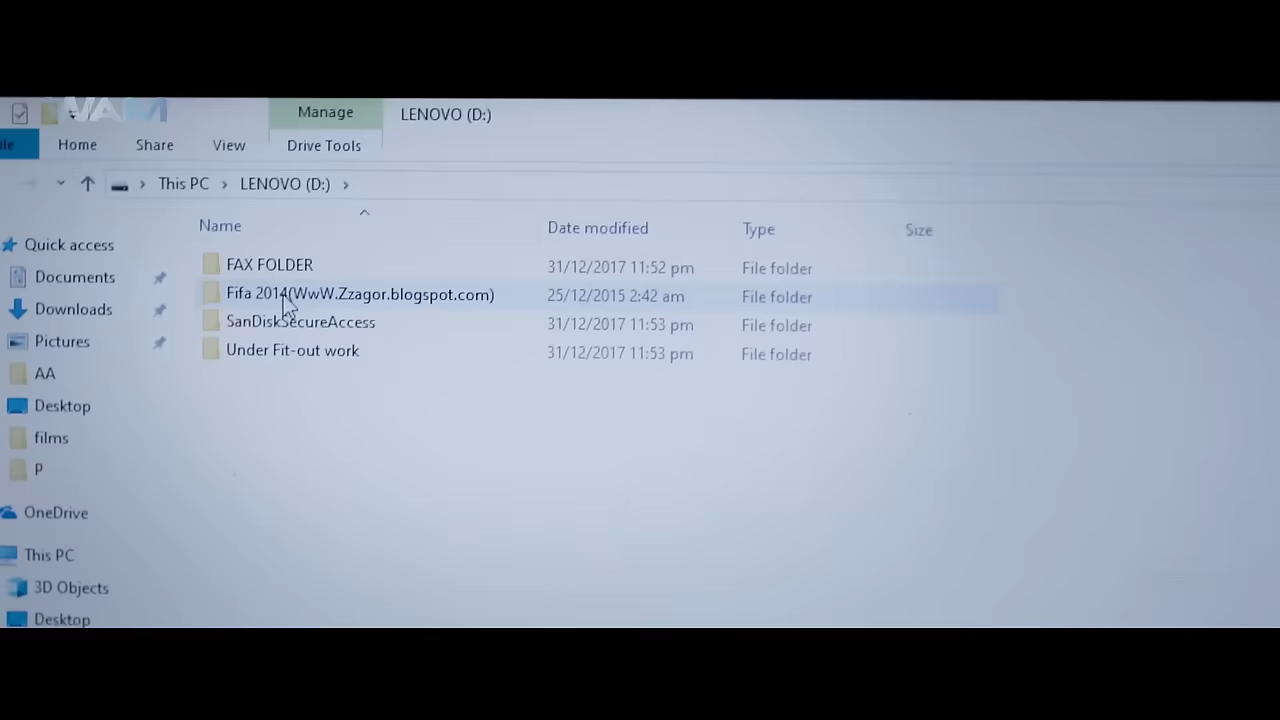 VAM
Manage
LENOVO (D:)
ile
Home
Share
View
Drive Tools
This PC
LENOVO (D:)
Name
Date modified
Type
Size
Quick access
Documents
Downloads
Pictures
AA
Desktop
films
P
OneDrive
This PC
3D Objects
Desktop
FAX FOLDER 31/12/2017 11:52 pm File folder
Fifa 2014(WwW.Zzagor.blogspot.com) 25/12/2015 2:42 am File folder
SanDiskSecureAccess 31/12/2017 11:53 pm File folder
Under Fit-out work 31/12/2017 11:53 pm File folder